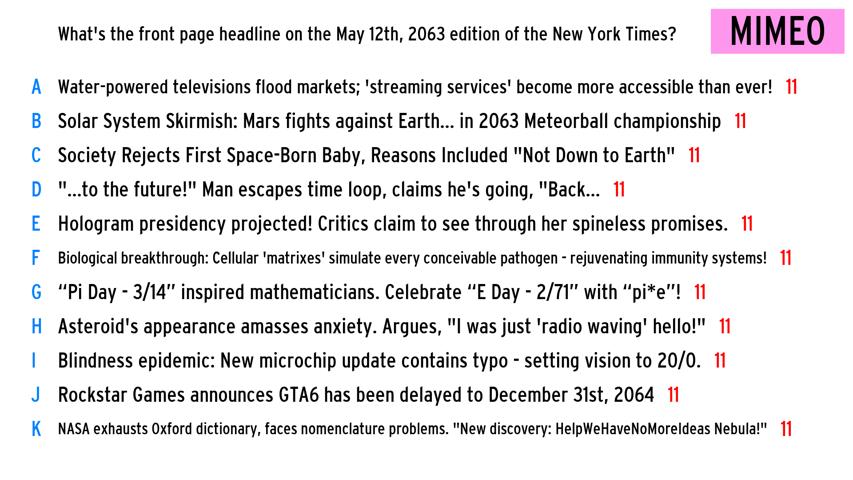 What's the front page headline on the May 12th, 2063 edition of the New York Times?
MIMEO
A Water-powered televisions flood markets; 'streaming services' become more accessible than ever! 11
B Solar System Skirmish: Mars fights against Earth... in 2063 Meteorball championship 11
C Society Rejects First Space-Born Baby, Reasons Included "Not Down to Earth" 11
D "...to the future!" Man escapes time loop, claims he's going, "Back... 11
E Hologram presidency projected! Critics claim to see through her spineless promises. 11
F Biological breakthrough: Cellular 'matrixes' simulate every conceivable pathogen - rejuvenating immunity systems! 11
G “Pi Day - 3/14” inspired mathematicians. Celebrate “E Day - 2/71” with “pi*e”! 11
H Asteroid's appearance amasses anxiety. Argues, "I was just 'radio waving' hello!" 11
I Blindness epidemic: New microchip update contains typo - setting vision to 20/0. 11
J Rockstar Games announces GTA6 has been delayed to December 31st, 2064 11
K NASA exhausts Oxford dictionary, faces nomenclature problems. "New discovery: HelpWeHaveNoMoreIdeas Nebula!" 11